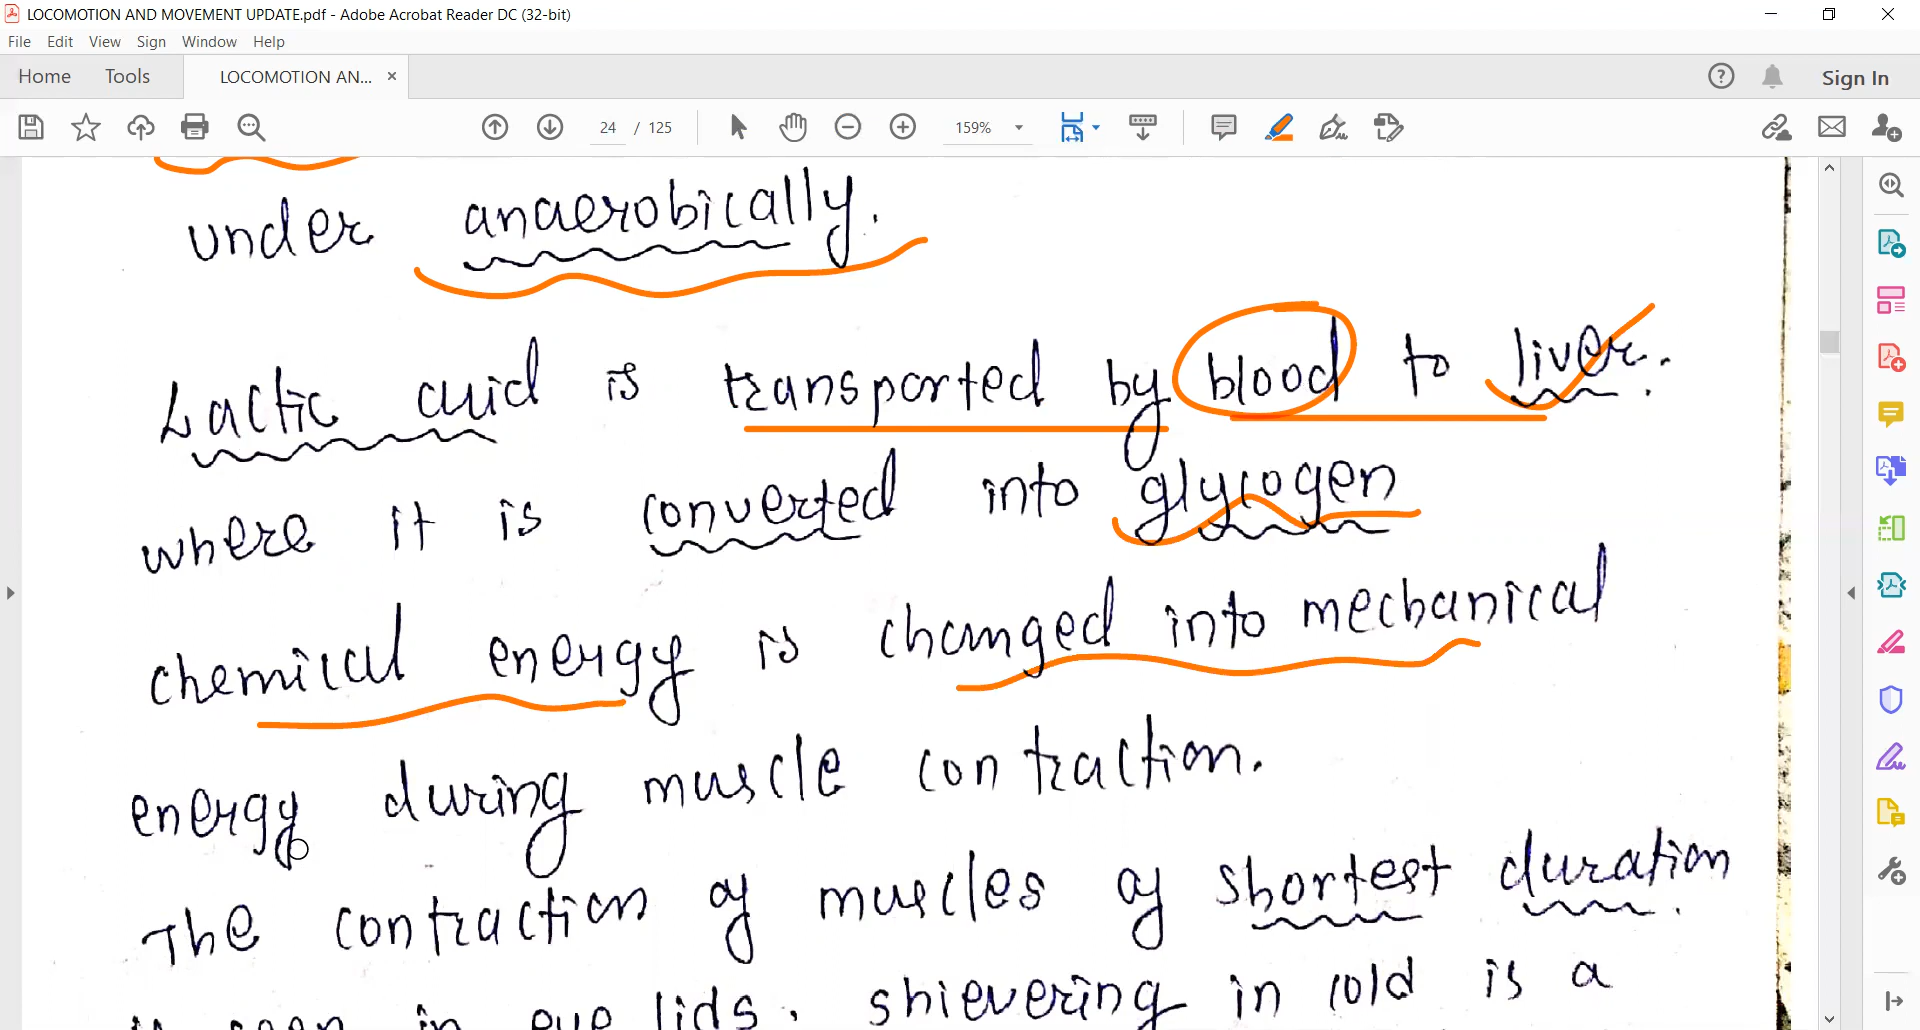 LOCOMOTION AND MOVEMENT UPDATE.pdf - Adobe Acrobat Reader DC (32-bit)
File Edit View Sign Window Help
Home Tools LOCOMOTION AN... × Sign In
24 / 125 159%
under anaerobically.
Lactic acid is transported by blood to liver.
where it is converted into glycogen
chemical energy is changed into mechanical
energy during muscle contraction.
The contraction of muscles of shortest duration
is seen in eye lids. shievering in cold is a